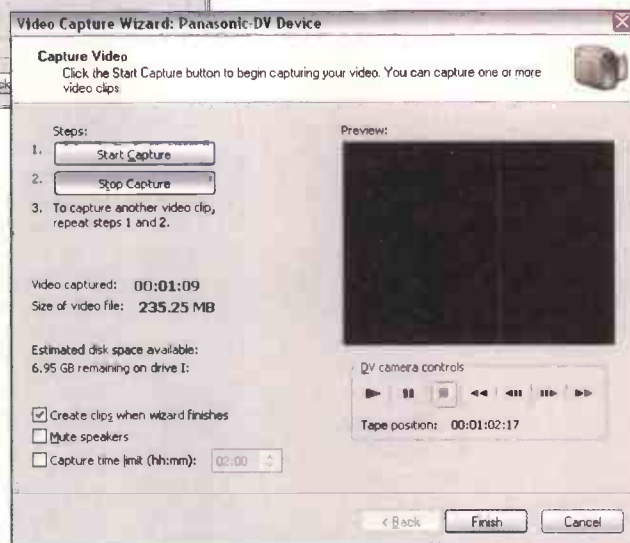 Video Capture Wizard: Panasonic-DV Device
Capture Video
Click the Start Capture button to begin capturing your video. You can capture one or more
video clips
Steps:
1. Start Capture
2. Stop Capture
3. To capture another video clip,
repeat steps 1 and 2.
Video captured: 00:01:09
Size of video file: 235.25 MB
Estimated disk space available:
6.95 GB remaining on drive I:
Create clips when wizard finishes
Mute speakers
Capture time limit (hh:mm): 02:00
Preview:
DV camera controls
Tape position: 00:01:02:17
< Back
Finish
Cancel